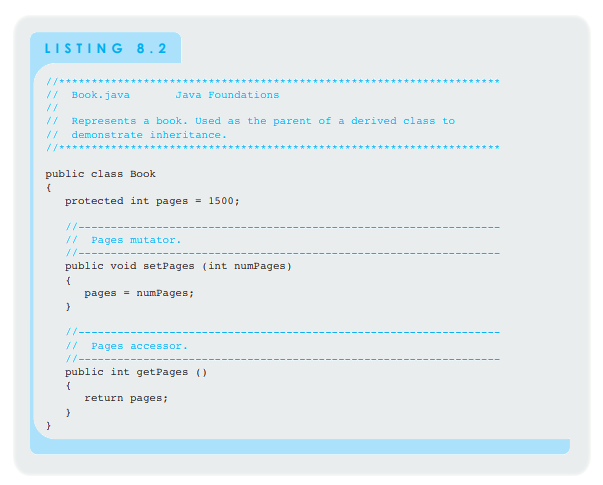 LISTING 8.2
//********************************************************************
//  Book.java       Java Foundations
//
//  Represents a book. Used as the parent of a derived class to
//  demonstrate inheritance.
//********************************************************************
public class Book
{
   protected int pages = 1500;
   //-----------------------------------------------------------------
   //  Pages mutator.
   //-----------------------------------------------------------------
   public void setPages (int numPages)
   {
      pages = numPages;
   }
   //-----------------------------------------------------------------
   //  Pages accessor.
   //-----------------------------------------------------------------
   public int getPages ()
   {
      return pages;
   }
}